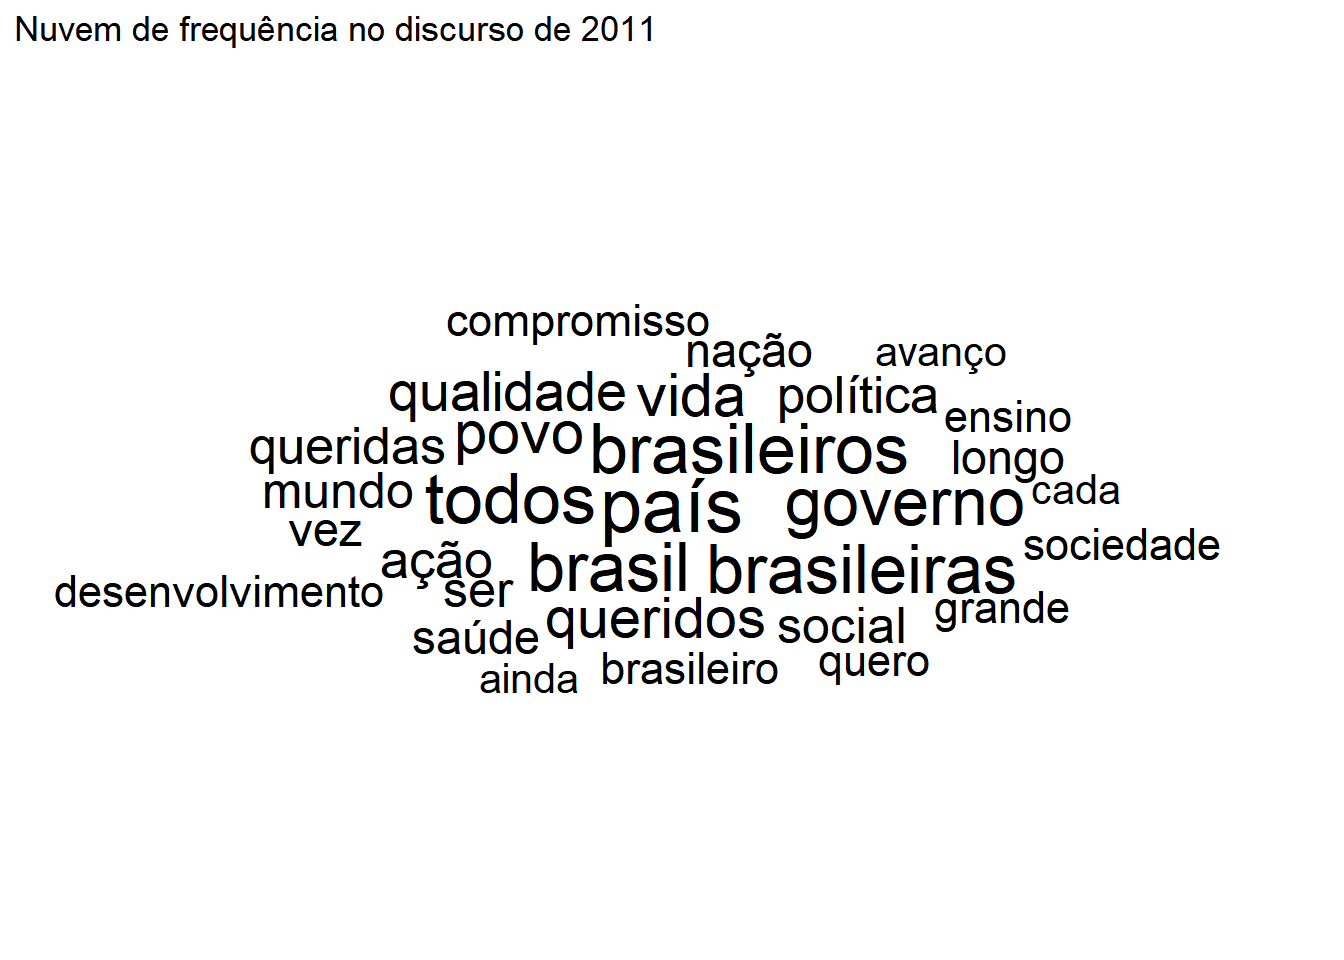 Nuvem de frequência no discurso de 2011
compromisso
nação avanço
qualidade vida política
ensino
queridas povo brasileiros longo
mundo todos país governo cada
vez
ação brasil brasileiras sociedade
desenvolvimento ser
queridos social grande
saúde
ainda brasileiro quero